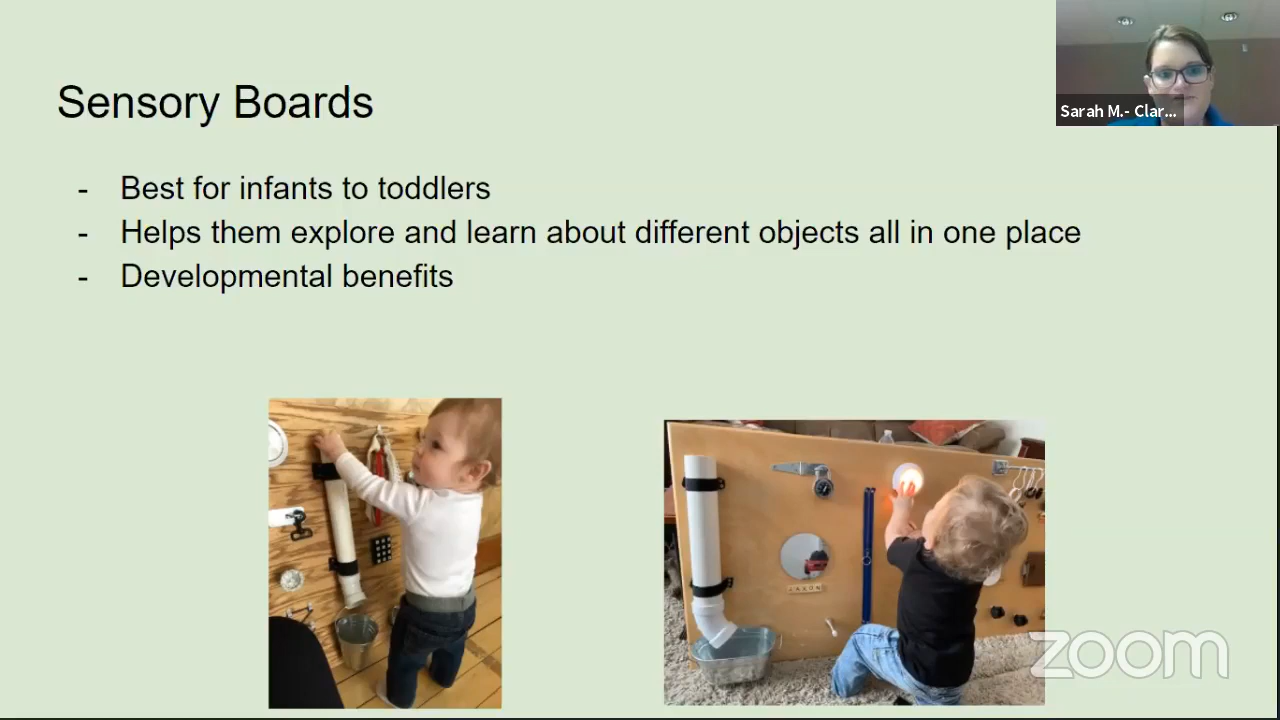 Sensory Boards
Sarah M.- Clar...
- Best for infants to toddlers
- Helps them explore and learn about different objects all in one place
- Developmental benefits
JAXON
zoom